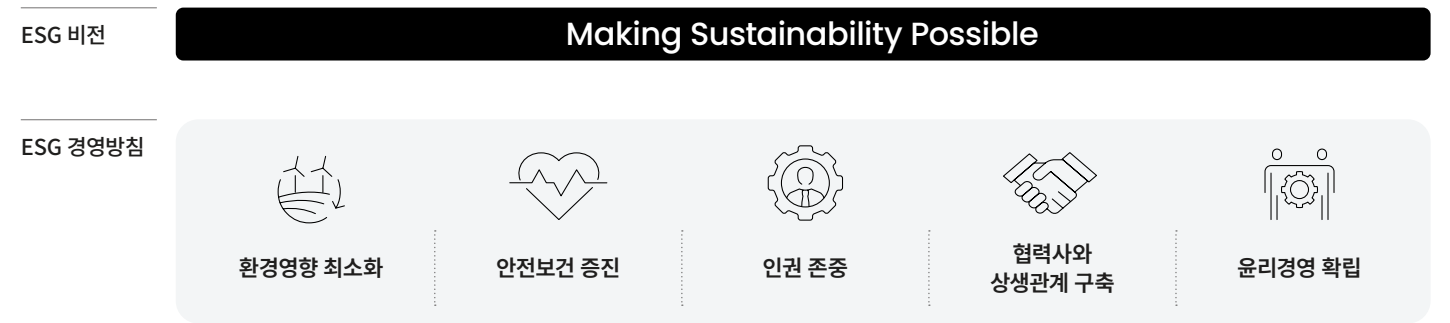 ESG 비전
Making Sustainability Possible
ESG 경영방침
환경영향 최소화
안전보건 증진
인권 존중
협력사와
상생관계 구축
윤리경영 확립